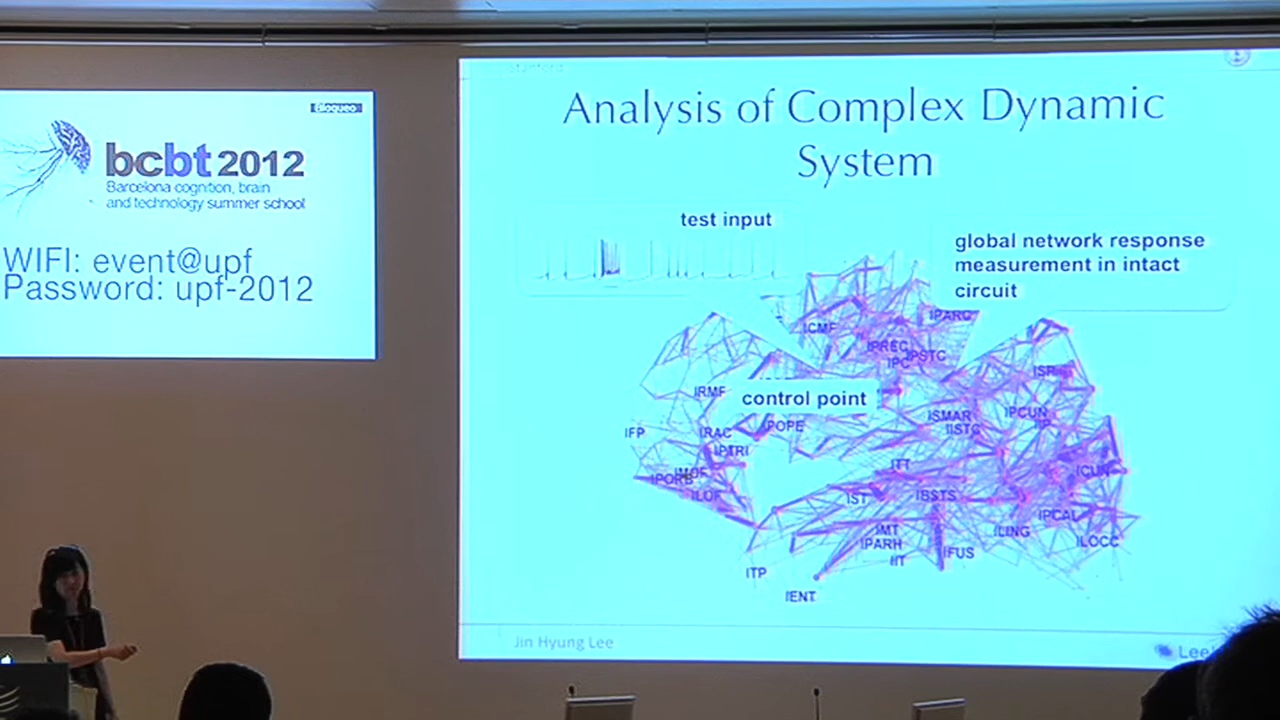 bloqueo
bcbt 2012
Barcelona cognition, brain
and technology summer school
WIFI: event@upf
Password: upf-2012
Analysis of Complex Dynamic
System
test input
global network response
measurement in intact
circuit
control point
lCMF
lPARC
lPREC
lPSTC
lPC
lSP
lRMF
lSMAR
lPCUN
lIP
lISTC
lFP
lRAC
lPOPE
lPTRI
lMOF
lPORB
lLOF
lTT
lCUN
lST
lBSTS
lPCAL
lMT
lLING
lPARH
lLOCC
lIT
lFUS
lTP
lENT
Jin Hyung Lee